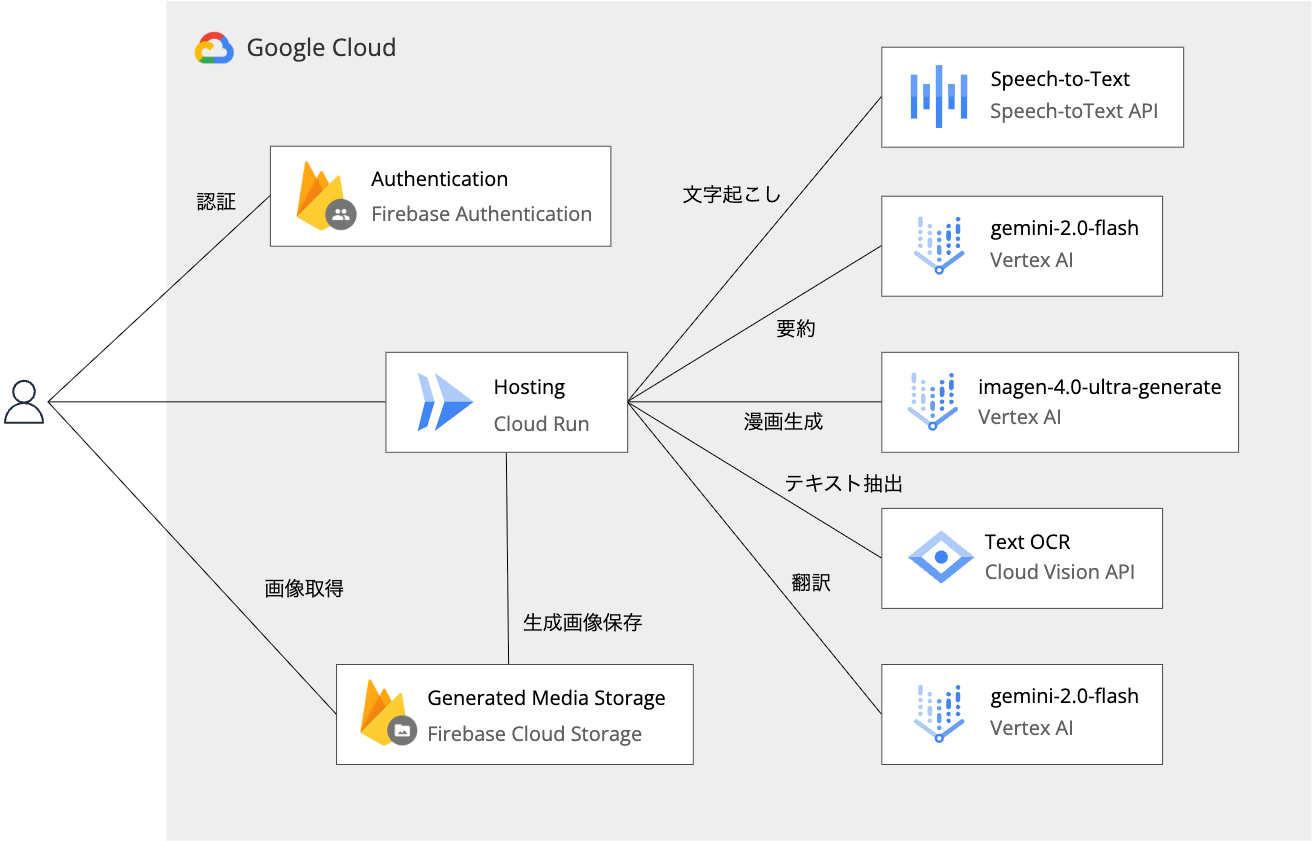 Google Cloud
Speech-to-Text
Speech-toText API
認証
Authentication
Firebase Authentication
文字起こし
gemini-2.0-flash
Vertex AI
要約
Hosting
Cloud Run
imagen-4.0-ultra-generate
Vertex AI
漫画生成
テキスト抽出
Text OCR
Cloud Vision API
画像取得
翻訳
生成画像保存
Generated Media Storage
Firebase Cloud Storage
gemini-2.0-flash
Vertex AI